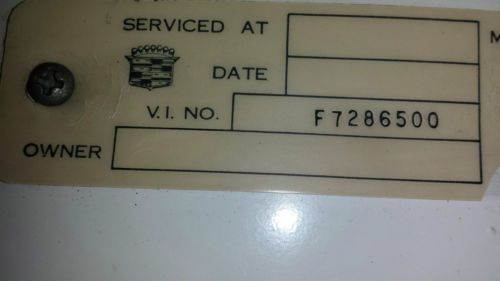 SERVICED AT
DATE
V.I. NO. F7286500
OWNER